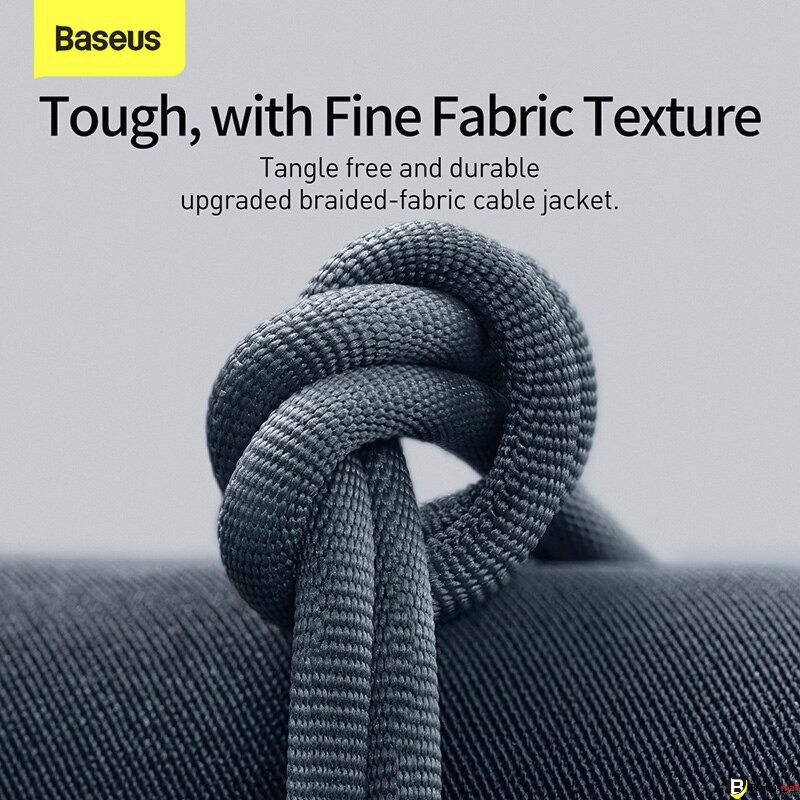 Baseus
Tough, with Fine Fabric Texture
Tangle free and durable
upgraded braided-fabric cable jacket.
B